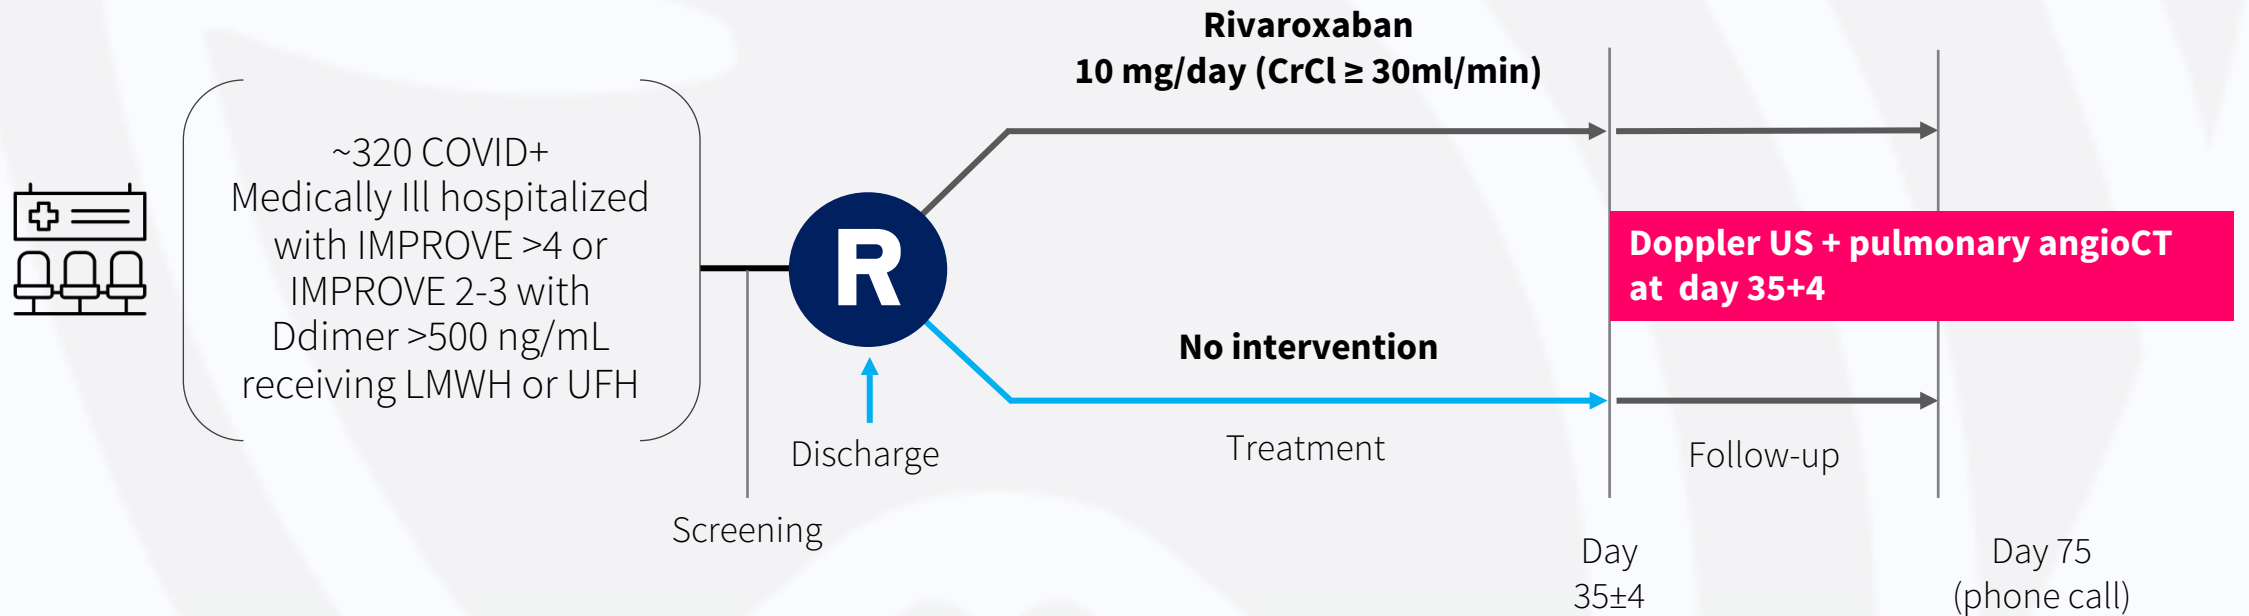 Rivaroxaban
10 mg/day (CrCl ≥ 30ml/min)
~320 COVID+
Medically Ill hospitalized
with IMPROVE >4 or
IMPROVE 2-3 with
Ddimer >500 ng/mL
receiving LMWH or UFH
R
Doppler US + pulmonary angioCT
at day 35+4
No intervention
Discharge
Treatment
Follow-up
Screening
Day
35±4
Day 75
(phone call)